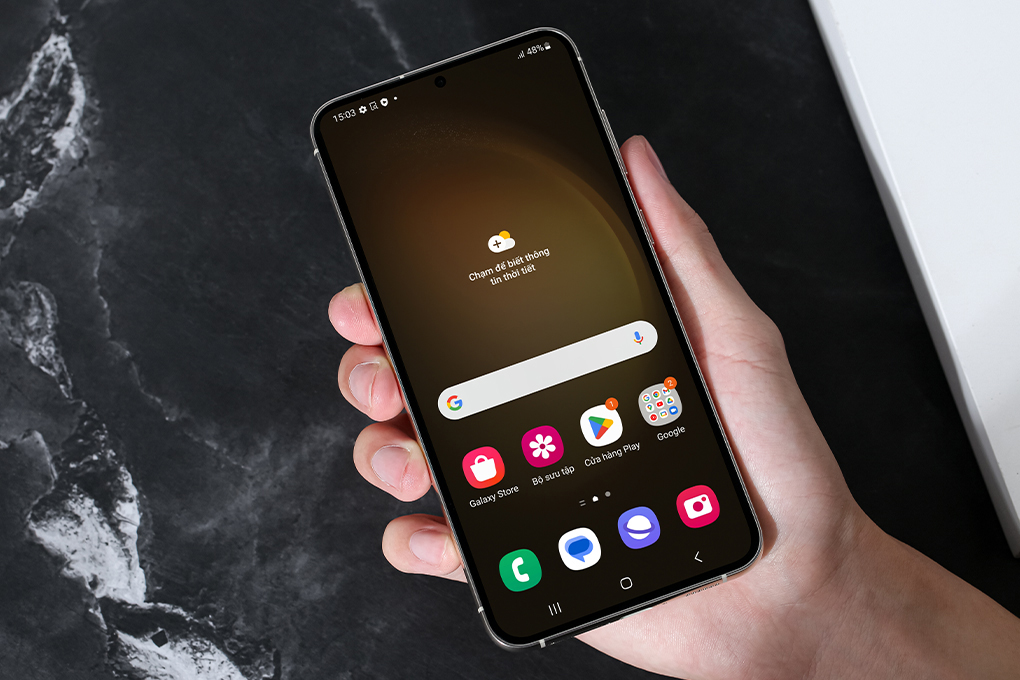 15:03
48%
Chạm để biết thông
tin thời tiết
1
2
Galaxy Store
Bộ sưu tập
Cửa hàng Play
Google